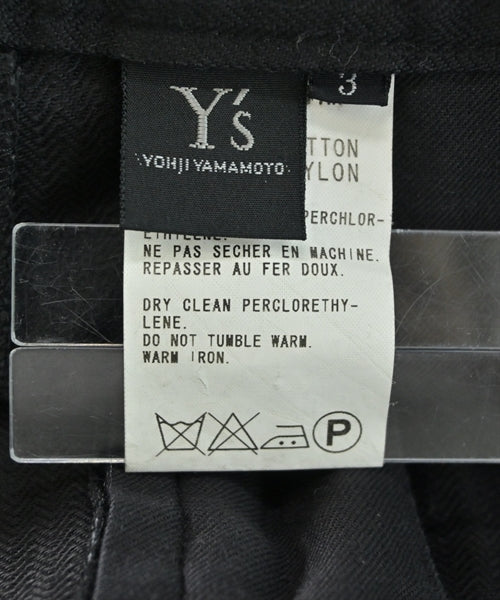 Y's
YOHJI YAMAMOTO
3
TTON
YLON
PERCHLOR-
ETHYLENE.
NE PAS SECHER EN MACHINE.
REPASSER AU FER DOUX.
DRY CLEAN PERCLORETHY-
LENE.
DO NOT TUMBLE WARM.
WARM IRON.
P